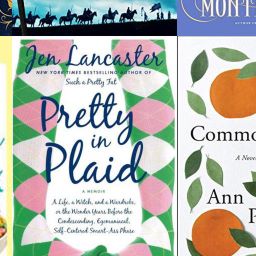 MONT
Jen Lancaster
NEW YORK TIMES BESTSELLING AUTHOR OF
Such a Pretty Fat
Pretty
in
Plaid
A MEMOIR
A Life, a Witch, and a Wardrobe,
or the Wonder Years Before the
Condescending, Egomaniacal,
Self-Centered Smart-Ass Phase
Commo
A Nove
Ann
P